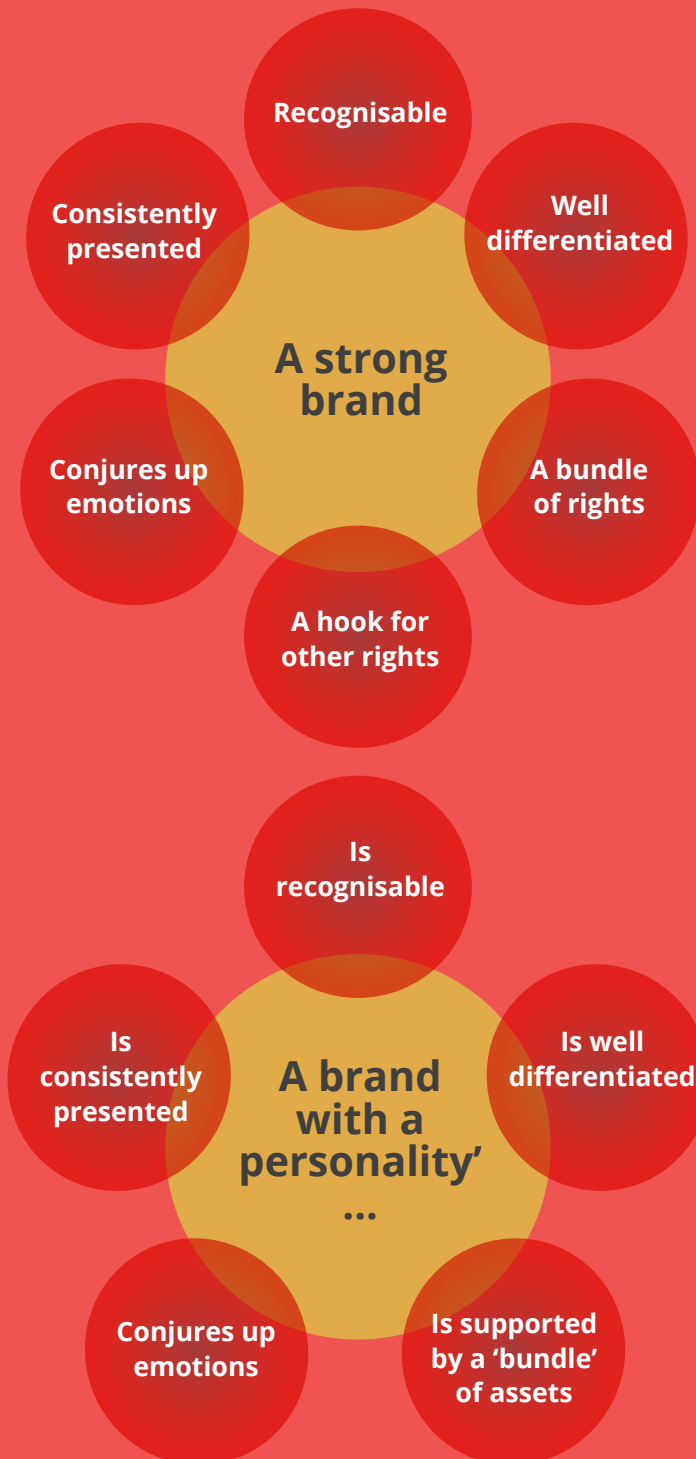 Recognisable
Consistently
presented
Well
differentiated
A strong
brand
Conjures up
emotions
A bundle
of rights
A hook for
other rights
Is
recognisable
Is
consistently
presented
Is well
differentiated
A brand
with a
personality’
...
Conjures up
emotions
Is supported
by a ‘bundle’
of assets